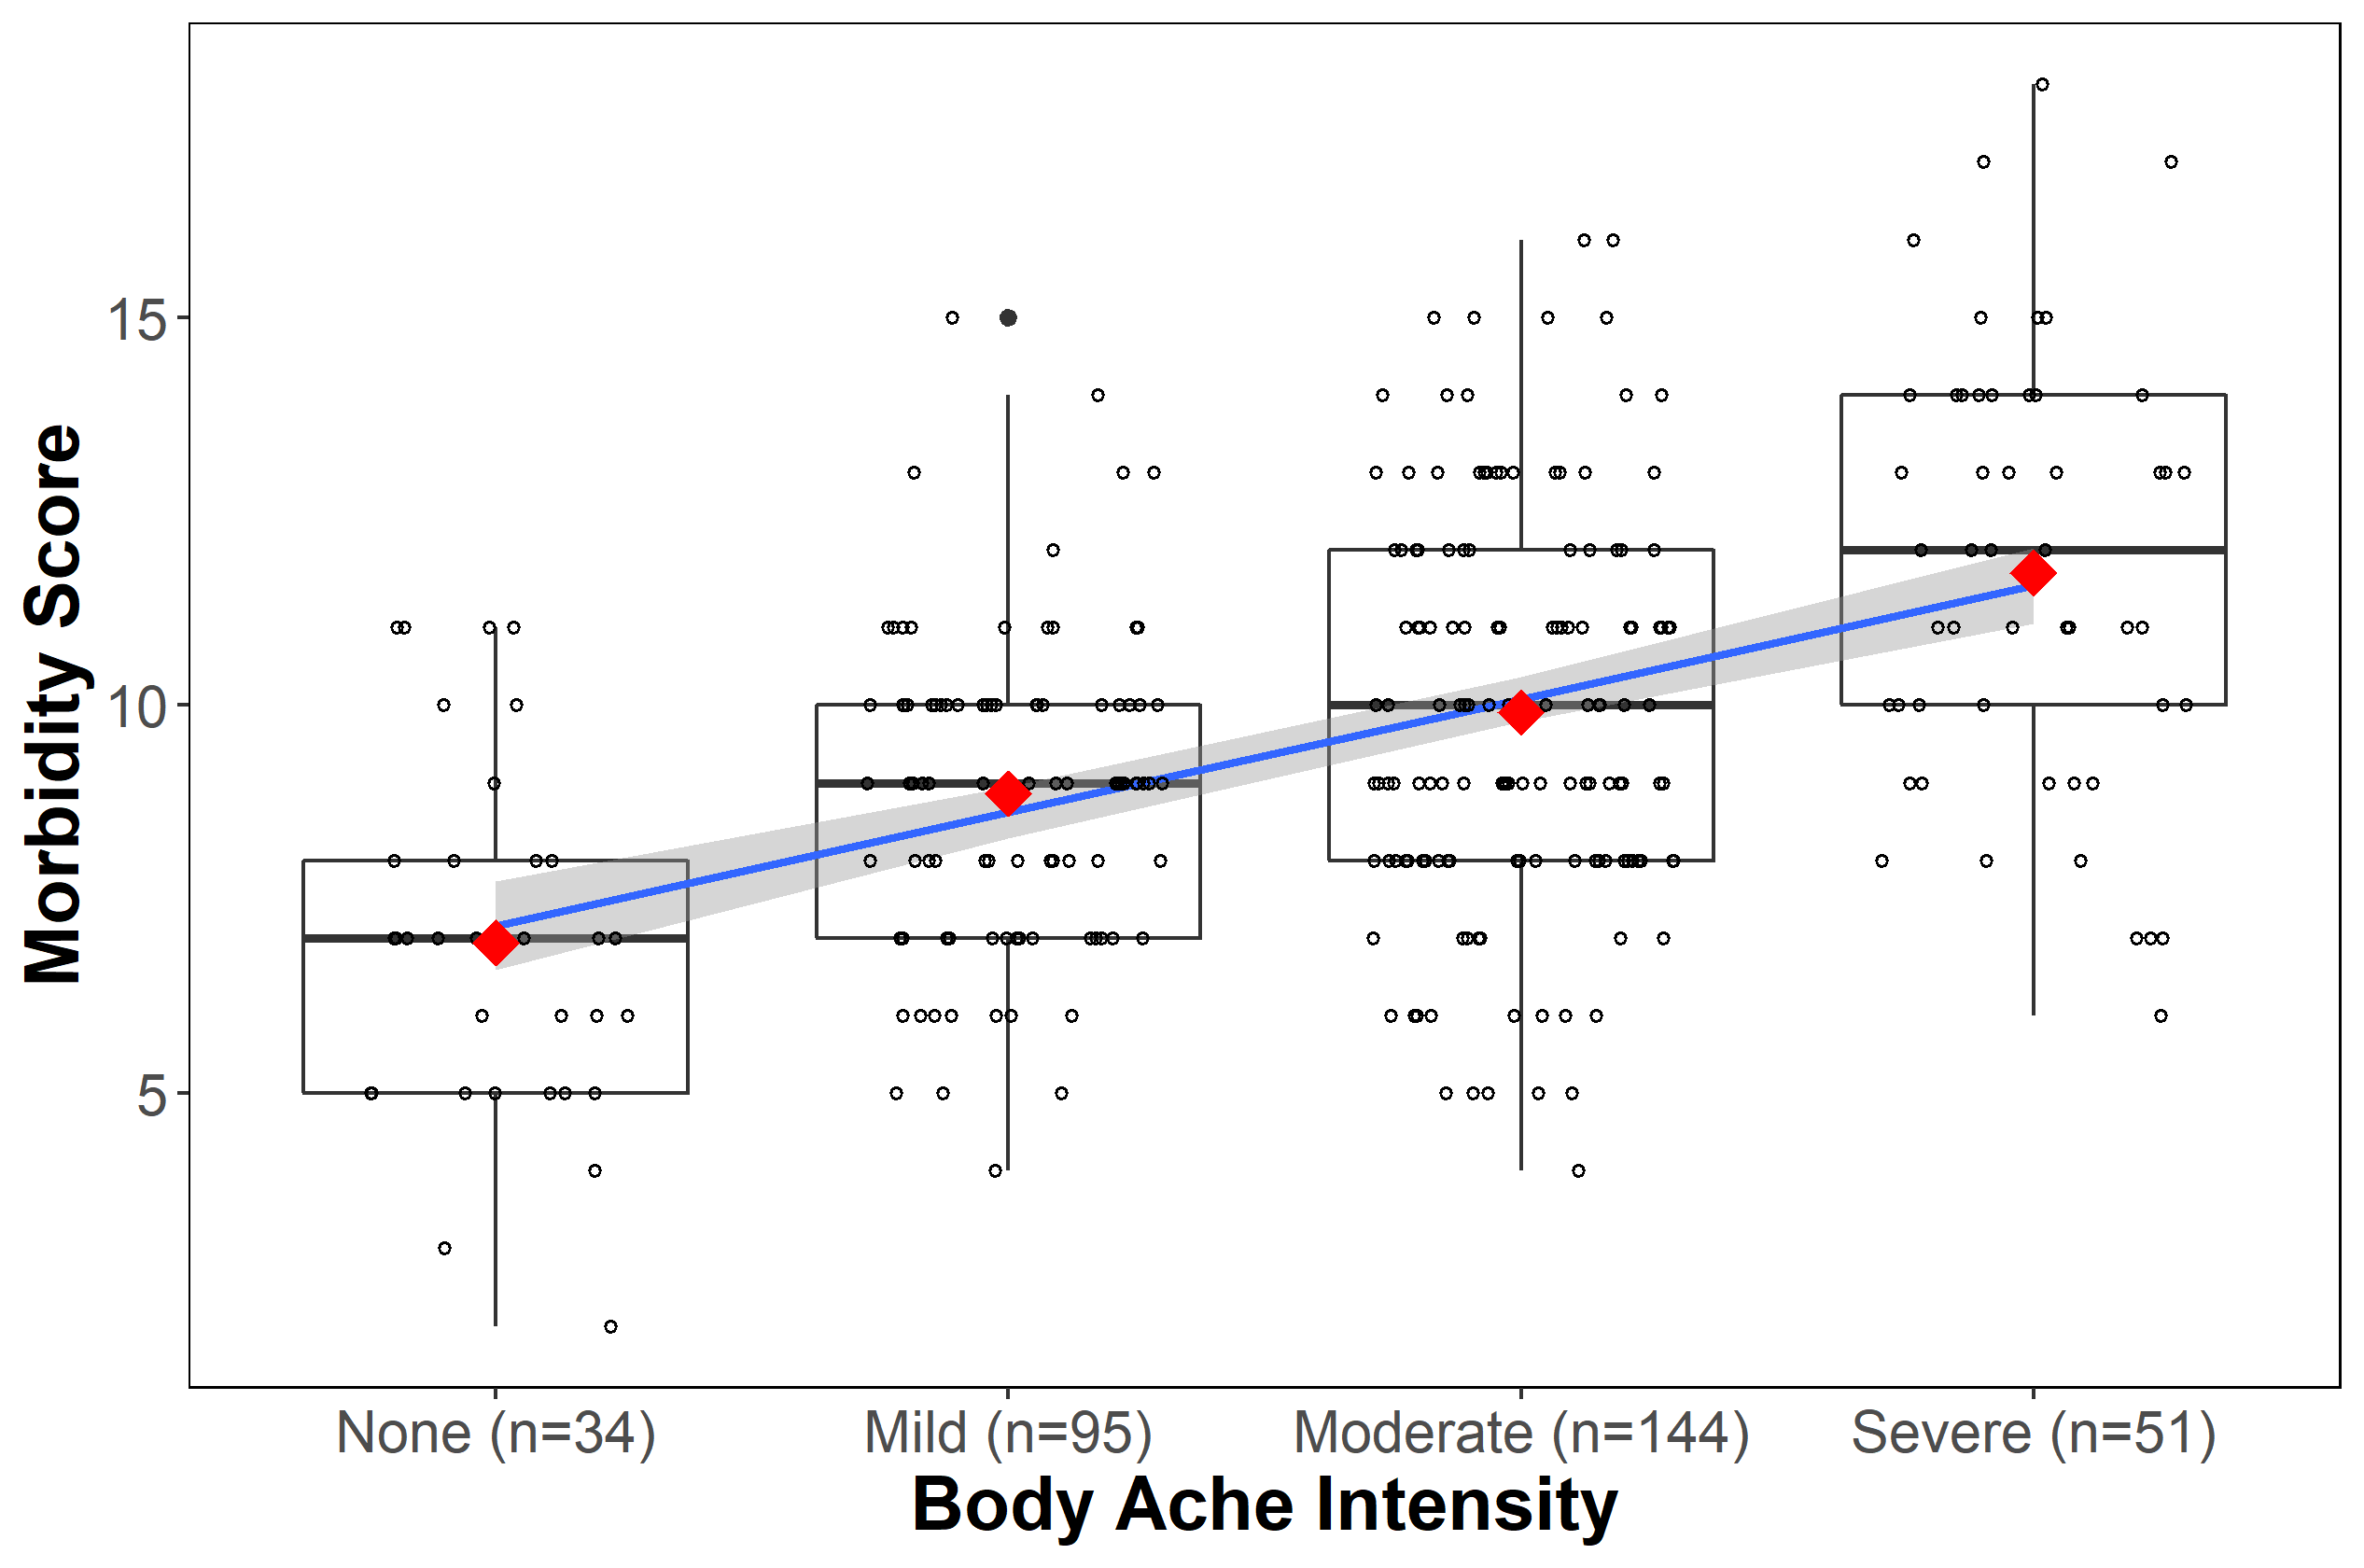 Morbidity Score
15
10
5
None (n=34)
Mild (n=95)
Moderate (n=144)
Severe (n=51)
Body Ache Intensity